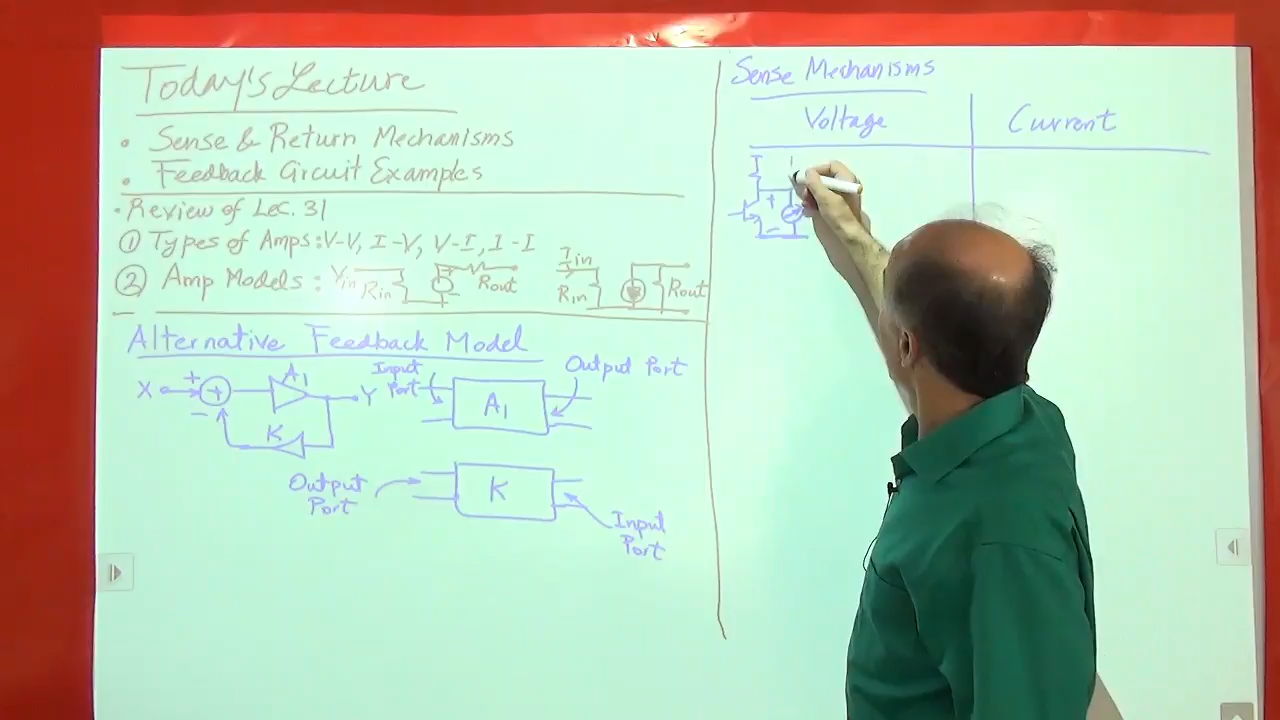 Today's Lecture
• Sense & Return Mechanisms
• Feedback Circuit Examples
• Review of Lec. 31
① Types of Amps: V-V, I-V, V-I, I-I
② Amp Models: Vin Rin + - Rout Iin Rin Rout
Alternative Feedback Model
X + + - A1 Y K
Input Port A1 Output Port
Output Port K Input Port
Sense Mechanisms
Voltage Current
+ -